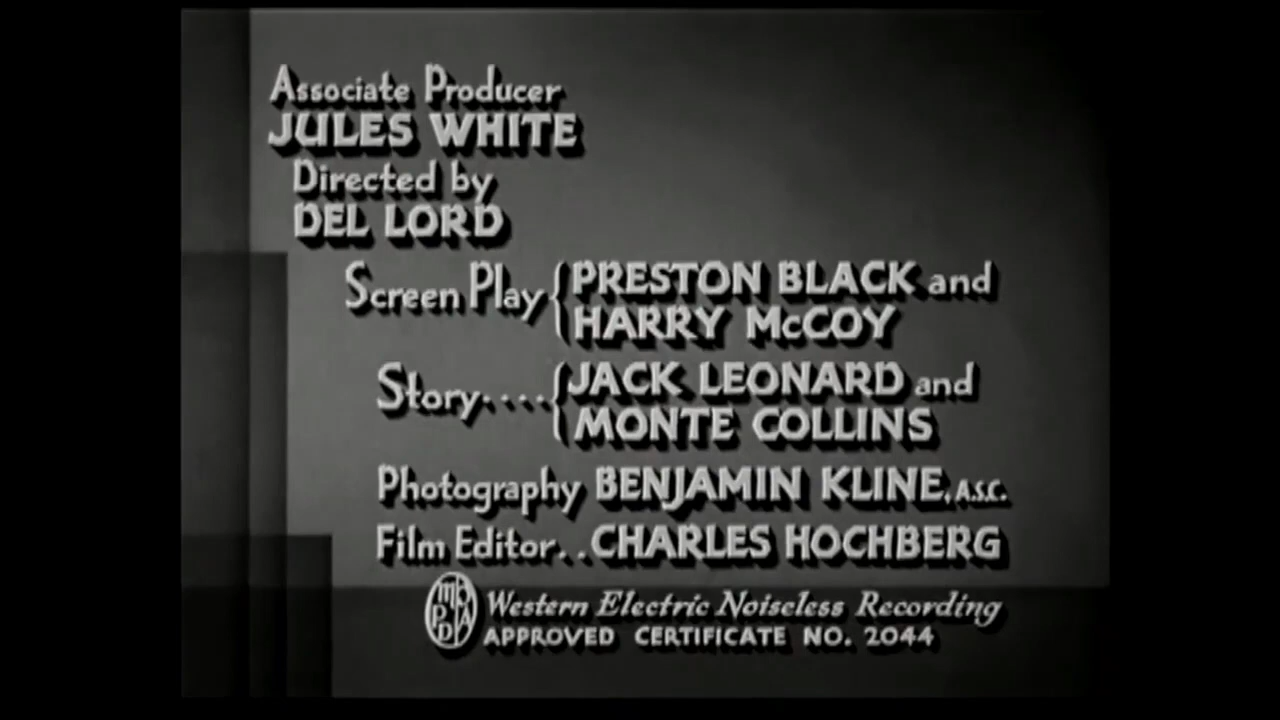 Associate Producer
JULES WHITE
Directed by
DEL LORD
Screen Play { PRESTON BLACK and
HARRY McCOY
Story.... { JACK LEONARD and
MONTE COLLINS
Photography BENJAMIN KLINE, A.S.C.
Film Editor.. CHARLES HOCHBERG
MPPDA Western Electric Noiseless Recording
APPROVED CERTIFICATE NO. 2044